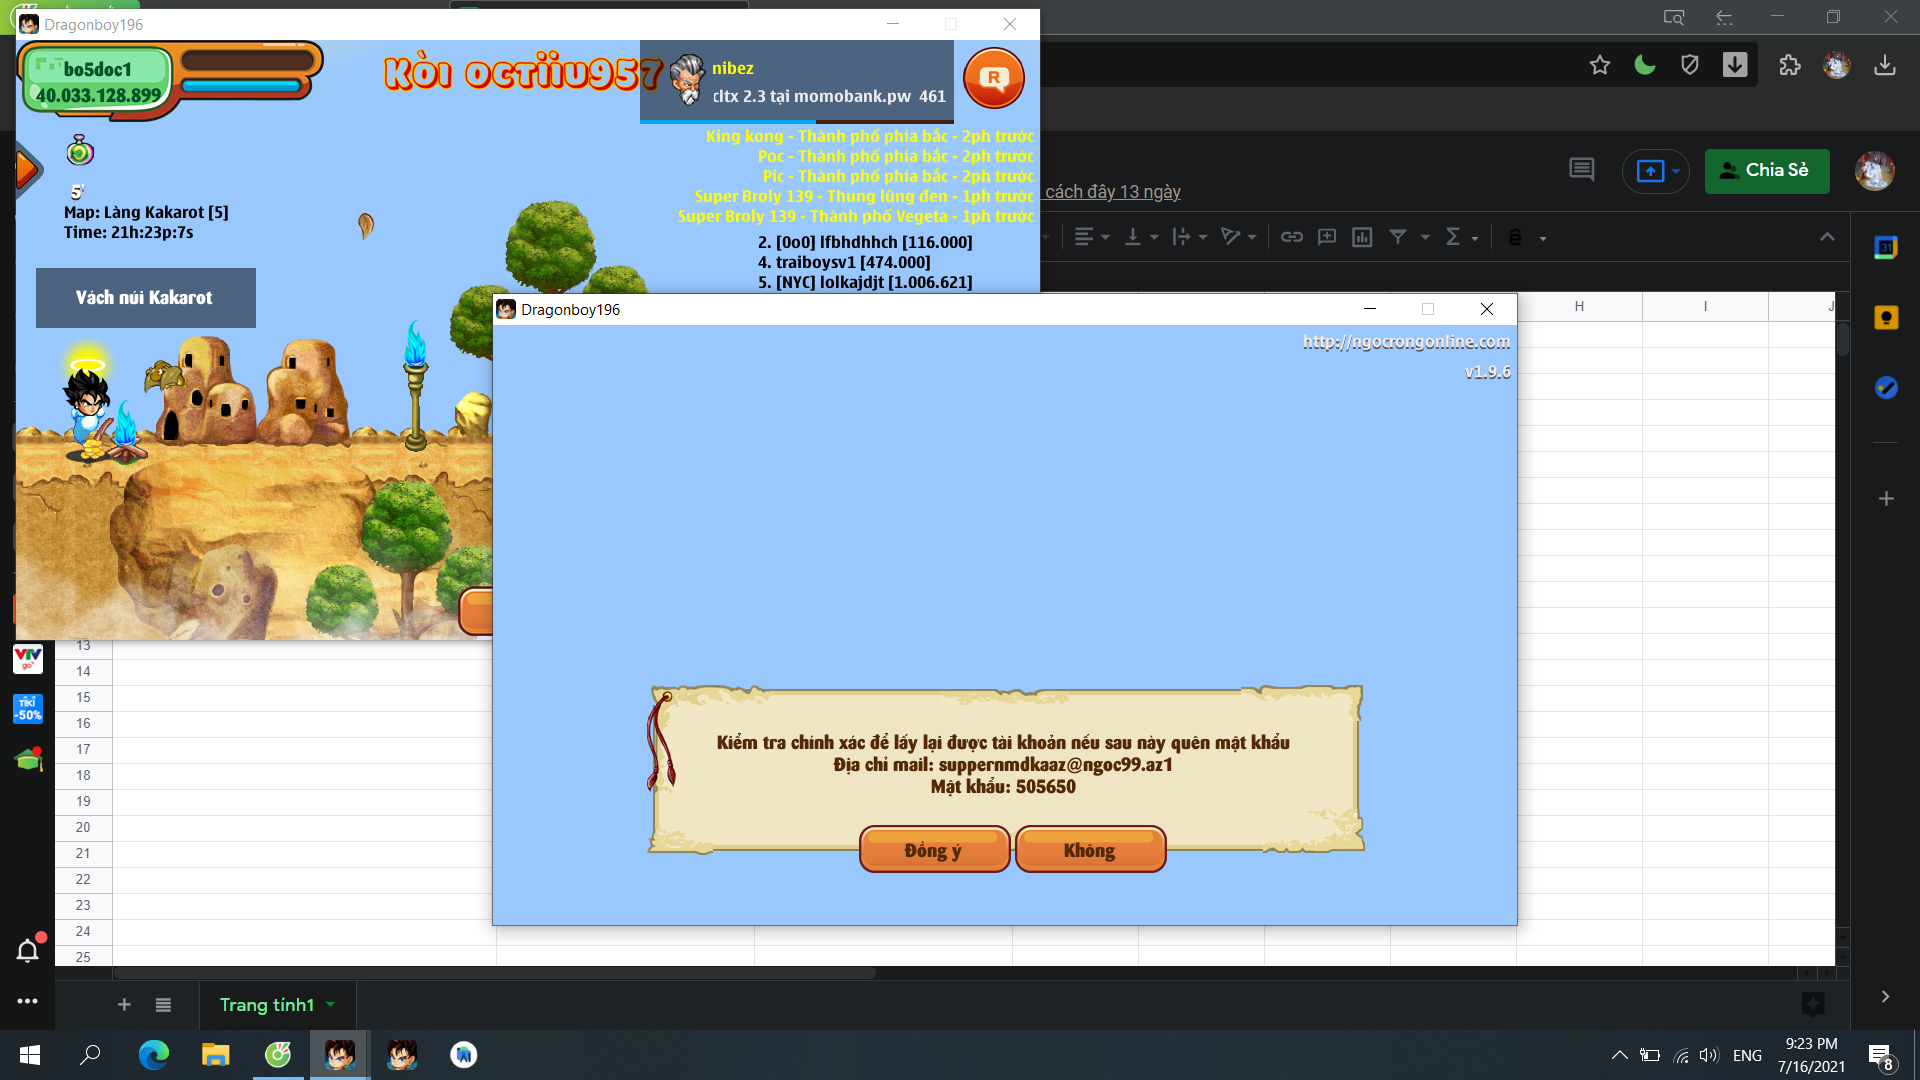 Dragonboy196
bo5doc1
40.033.128.899
Kòi ocтiiu957
nibez
cltx 2.3 tại momobank.pw 461
R
King kong - Thành phố phía bắc - 2ph trước
Poc - Thành phố phía bắc - 2ph trước
Pic - Thành phố phía bắc - 2ph trước
Super Broly 139 - Thung lũng đen - 1ph trước
Super Broly 139 - Thành phố Vegeta - 1ph trước
5'
Map: Làng Kakarot [5]
Time: 21h:23p:7s
2. [0o0] lfbhdhhch [116.000]
4. traiboysv1 [474.000]
5. [NYC] lolkajdjt [1.006.621]
Vách núi Kakarot
cách đây 13 ngày
Chia Sẻ
31
H I J
Dragonboy196
http://ngocrongonline.com
v1.9.6
Kiểm tra chính xác để lấy lại được tài khoản nếu sau này quên mật khẩu
Địa chỉ mail: suppernmdkaaz@ngoc99.az1
Mật khẩu: 505650
Đồng ý Không
13
14
15
16
17
18
19
20
21
22
23
24
25
VTV
go
TIKI
-50%
Trang tính1
ENG
9:23 PM
7/16/2021
8